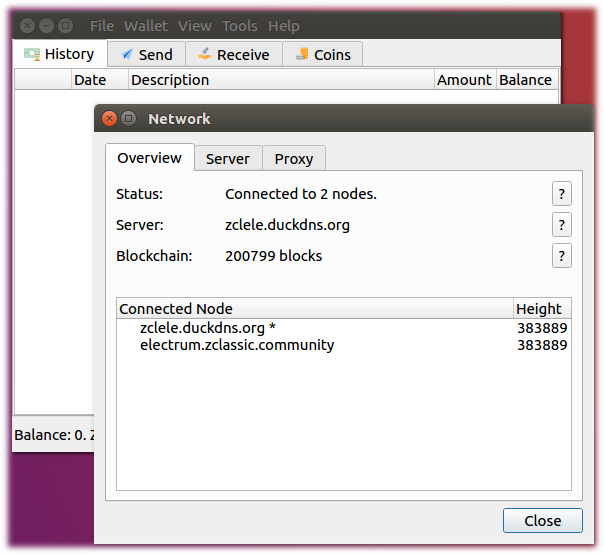 File Wallet View Tools Help
History Send Receive Coins
Date Description Amount Balance
Network
Overview Server Proxy
Status: Connected to 2 nodes. ?
Server: zclele.duckdns.org ?
Blockchain: 200799 blocks ?
Connected Node Height
zclele.duckdns.org * 383889
electrum.zclassic.community 383889
Balance: 0. Z
Close